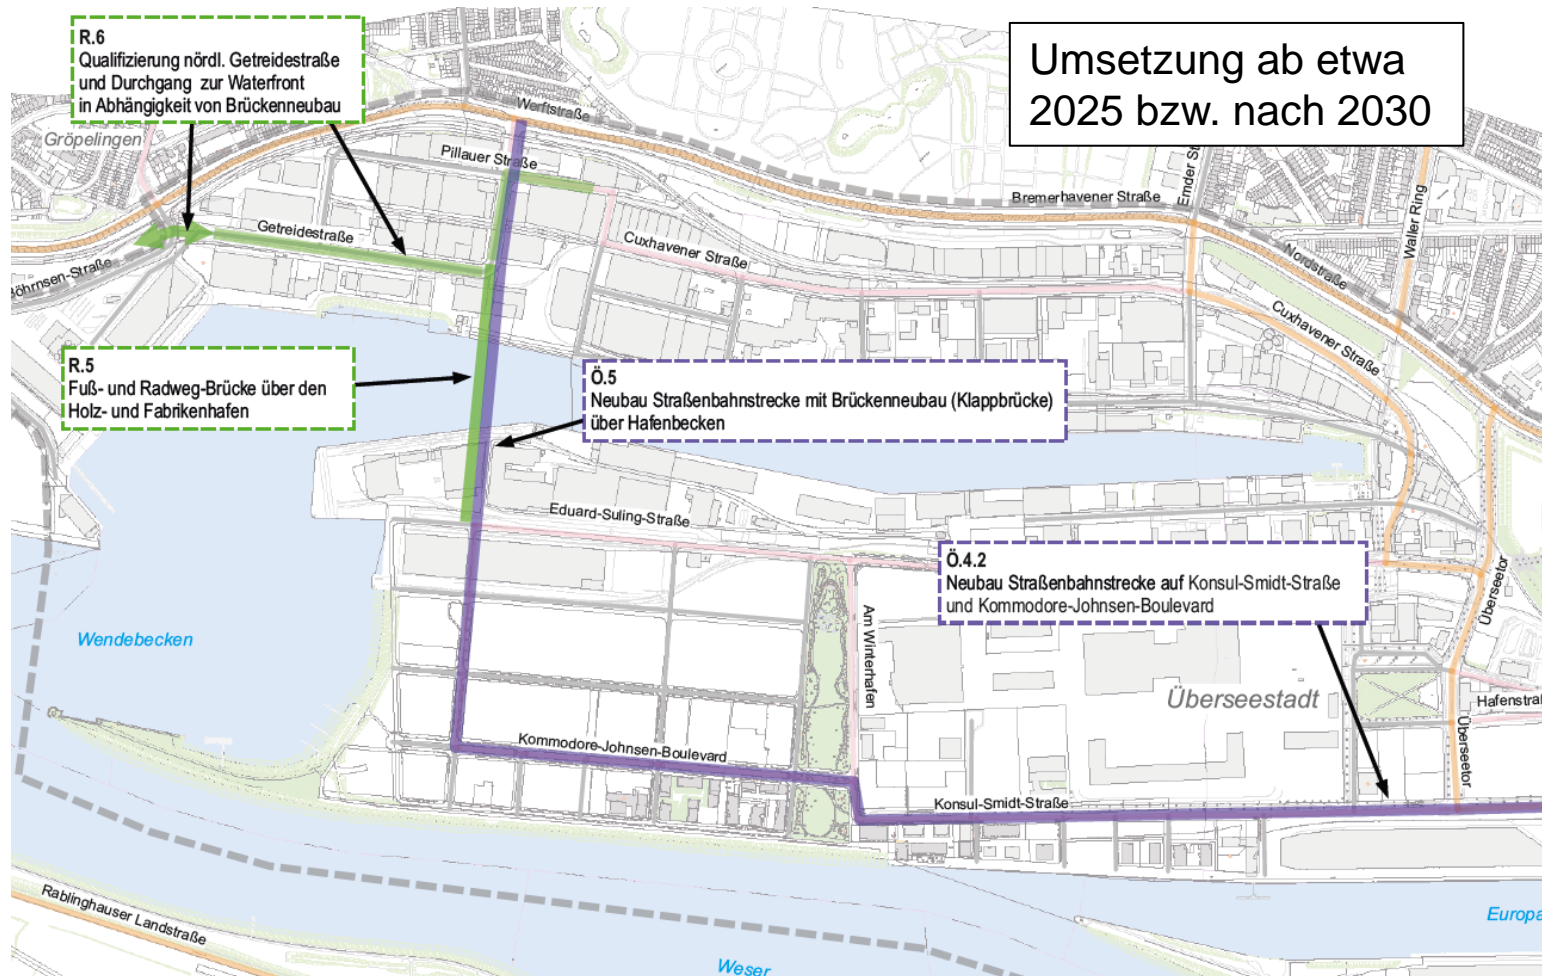 R.6
Qualifizierung nördl. Getreidestraße
und Durchgang zur Waterfront
in Abhängigkeit von Brückenneubau
Umsetzung ab etwa
2025 bzw. nach 2030
Werftstraße
Gröpelingen
Pillauer Straße
Emder St
Bremerhavener Straße
Waller Ring
Getreidestraße
Cuxhavener Straße
Nordstraße
öhrnsen-Straße
Cuxhavener Straße
R.5
Fuß- und Radweg-Brücke über den
Holz- und Fabrikenhafen
Ö.5
Neubau Straßenbahnstrecke mit Brückenneubau (Klappbrücke)
über Hafenbecken
Eduard-Suling-Straße
Ö.4.2
Neubau Straßenbahnstrecke auf Konsul-Smidt-Straße
und Kommodore-Johnsen-Boulevard
Überseetor
Am Winterhafen
Wendebecken
Überseestadt
Hafenstraß
Überseetor
Kommodore-Johnsen-Boulevard
Konsul-Smidt-Straße
Rablinghauser Landstraße
Europa
Weser